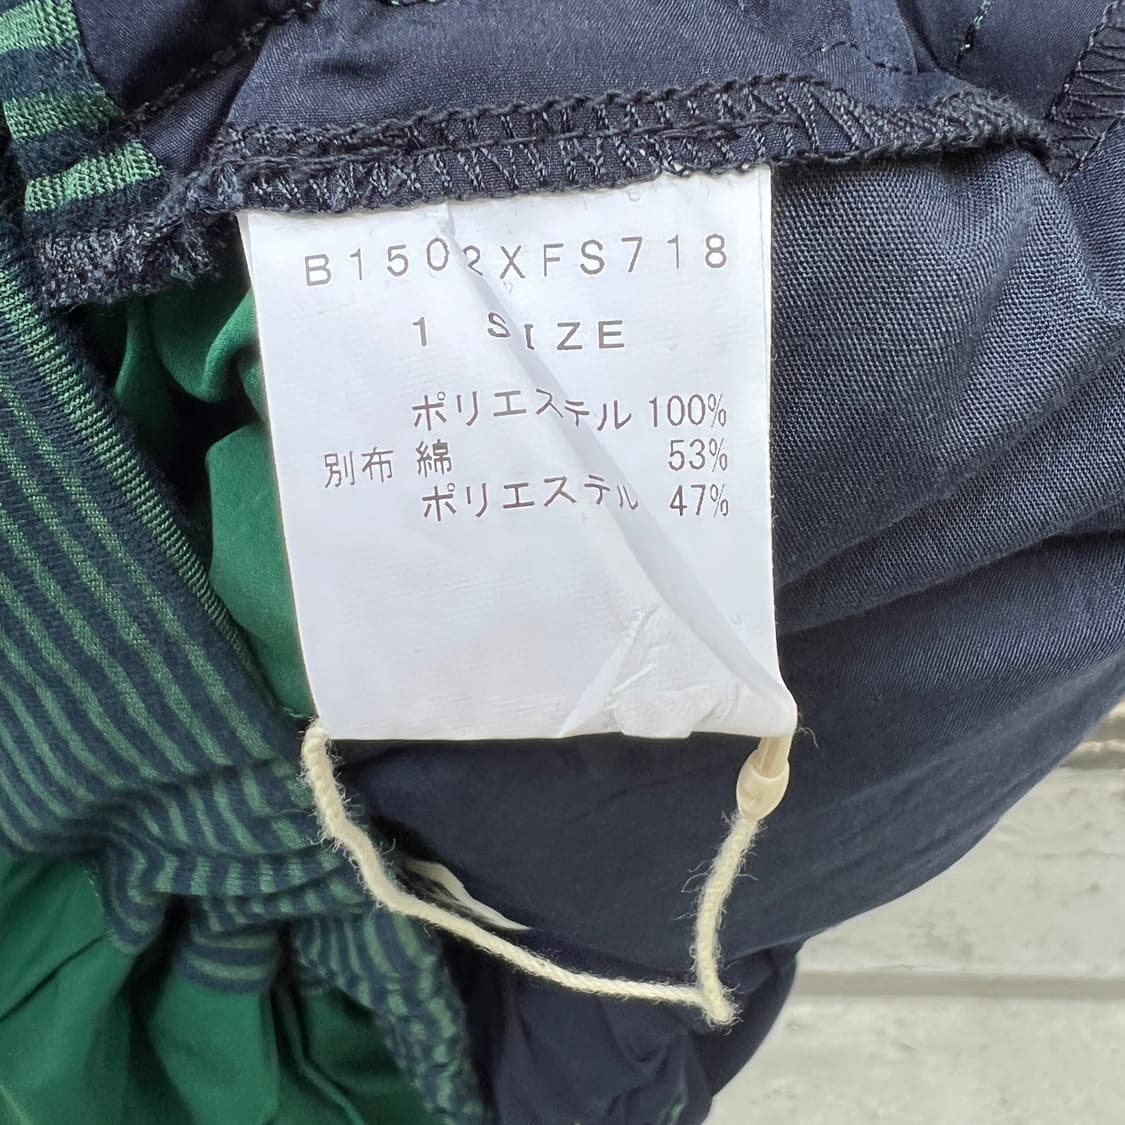 B1502XFS718
1 SIZE
ポリエステル 100%
別布 綿 53%
ポリエステル 47%